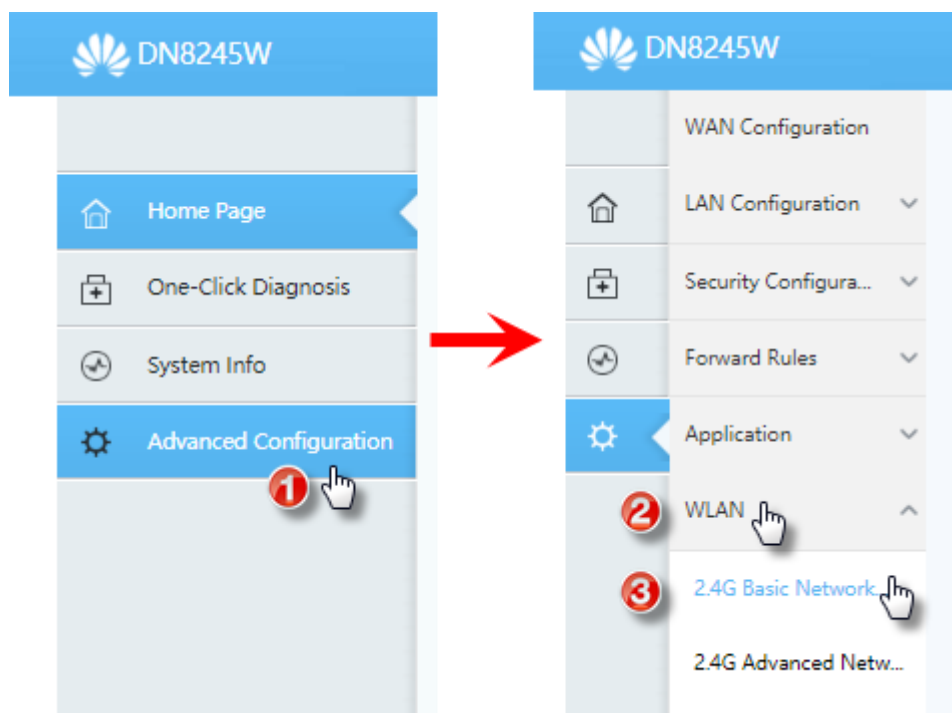 DN8245W
Home Page
One-Click Diagnosis
System Info
Advanced Configuration
1
DN8245W
WAN Configuration
LAN Configuration
Security Configura...
Forward Rules
Application
2 WLAN
3 2.4G Basic Network...
2.4G Advanced Netw...